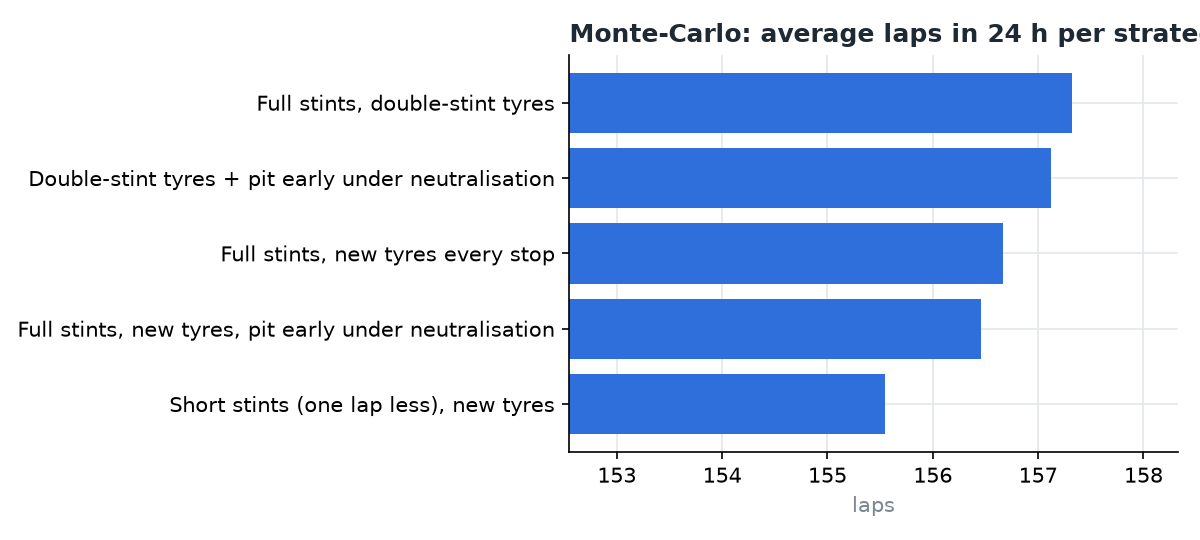 Monte-Carlo: average laps in 24 h per strate
Full stints, double-stint tyres
Double-stint tyres + pit early under neutralisation
Full stints, new tyres every stop
Full stints, new tyres, pit early under neutralisation
Short stints (one lap less), new tyres
153 154 155 156 157 158
laps